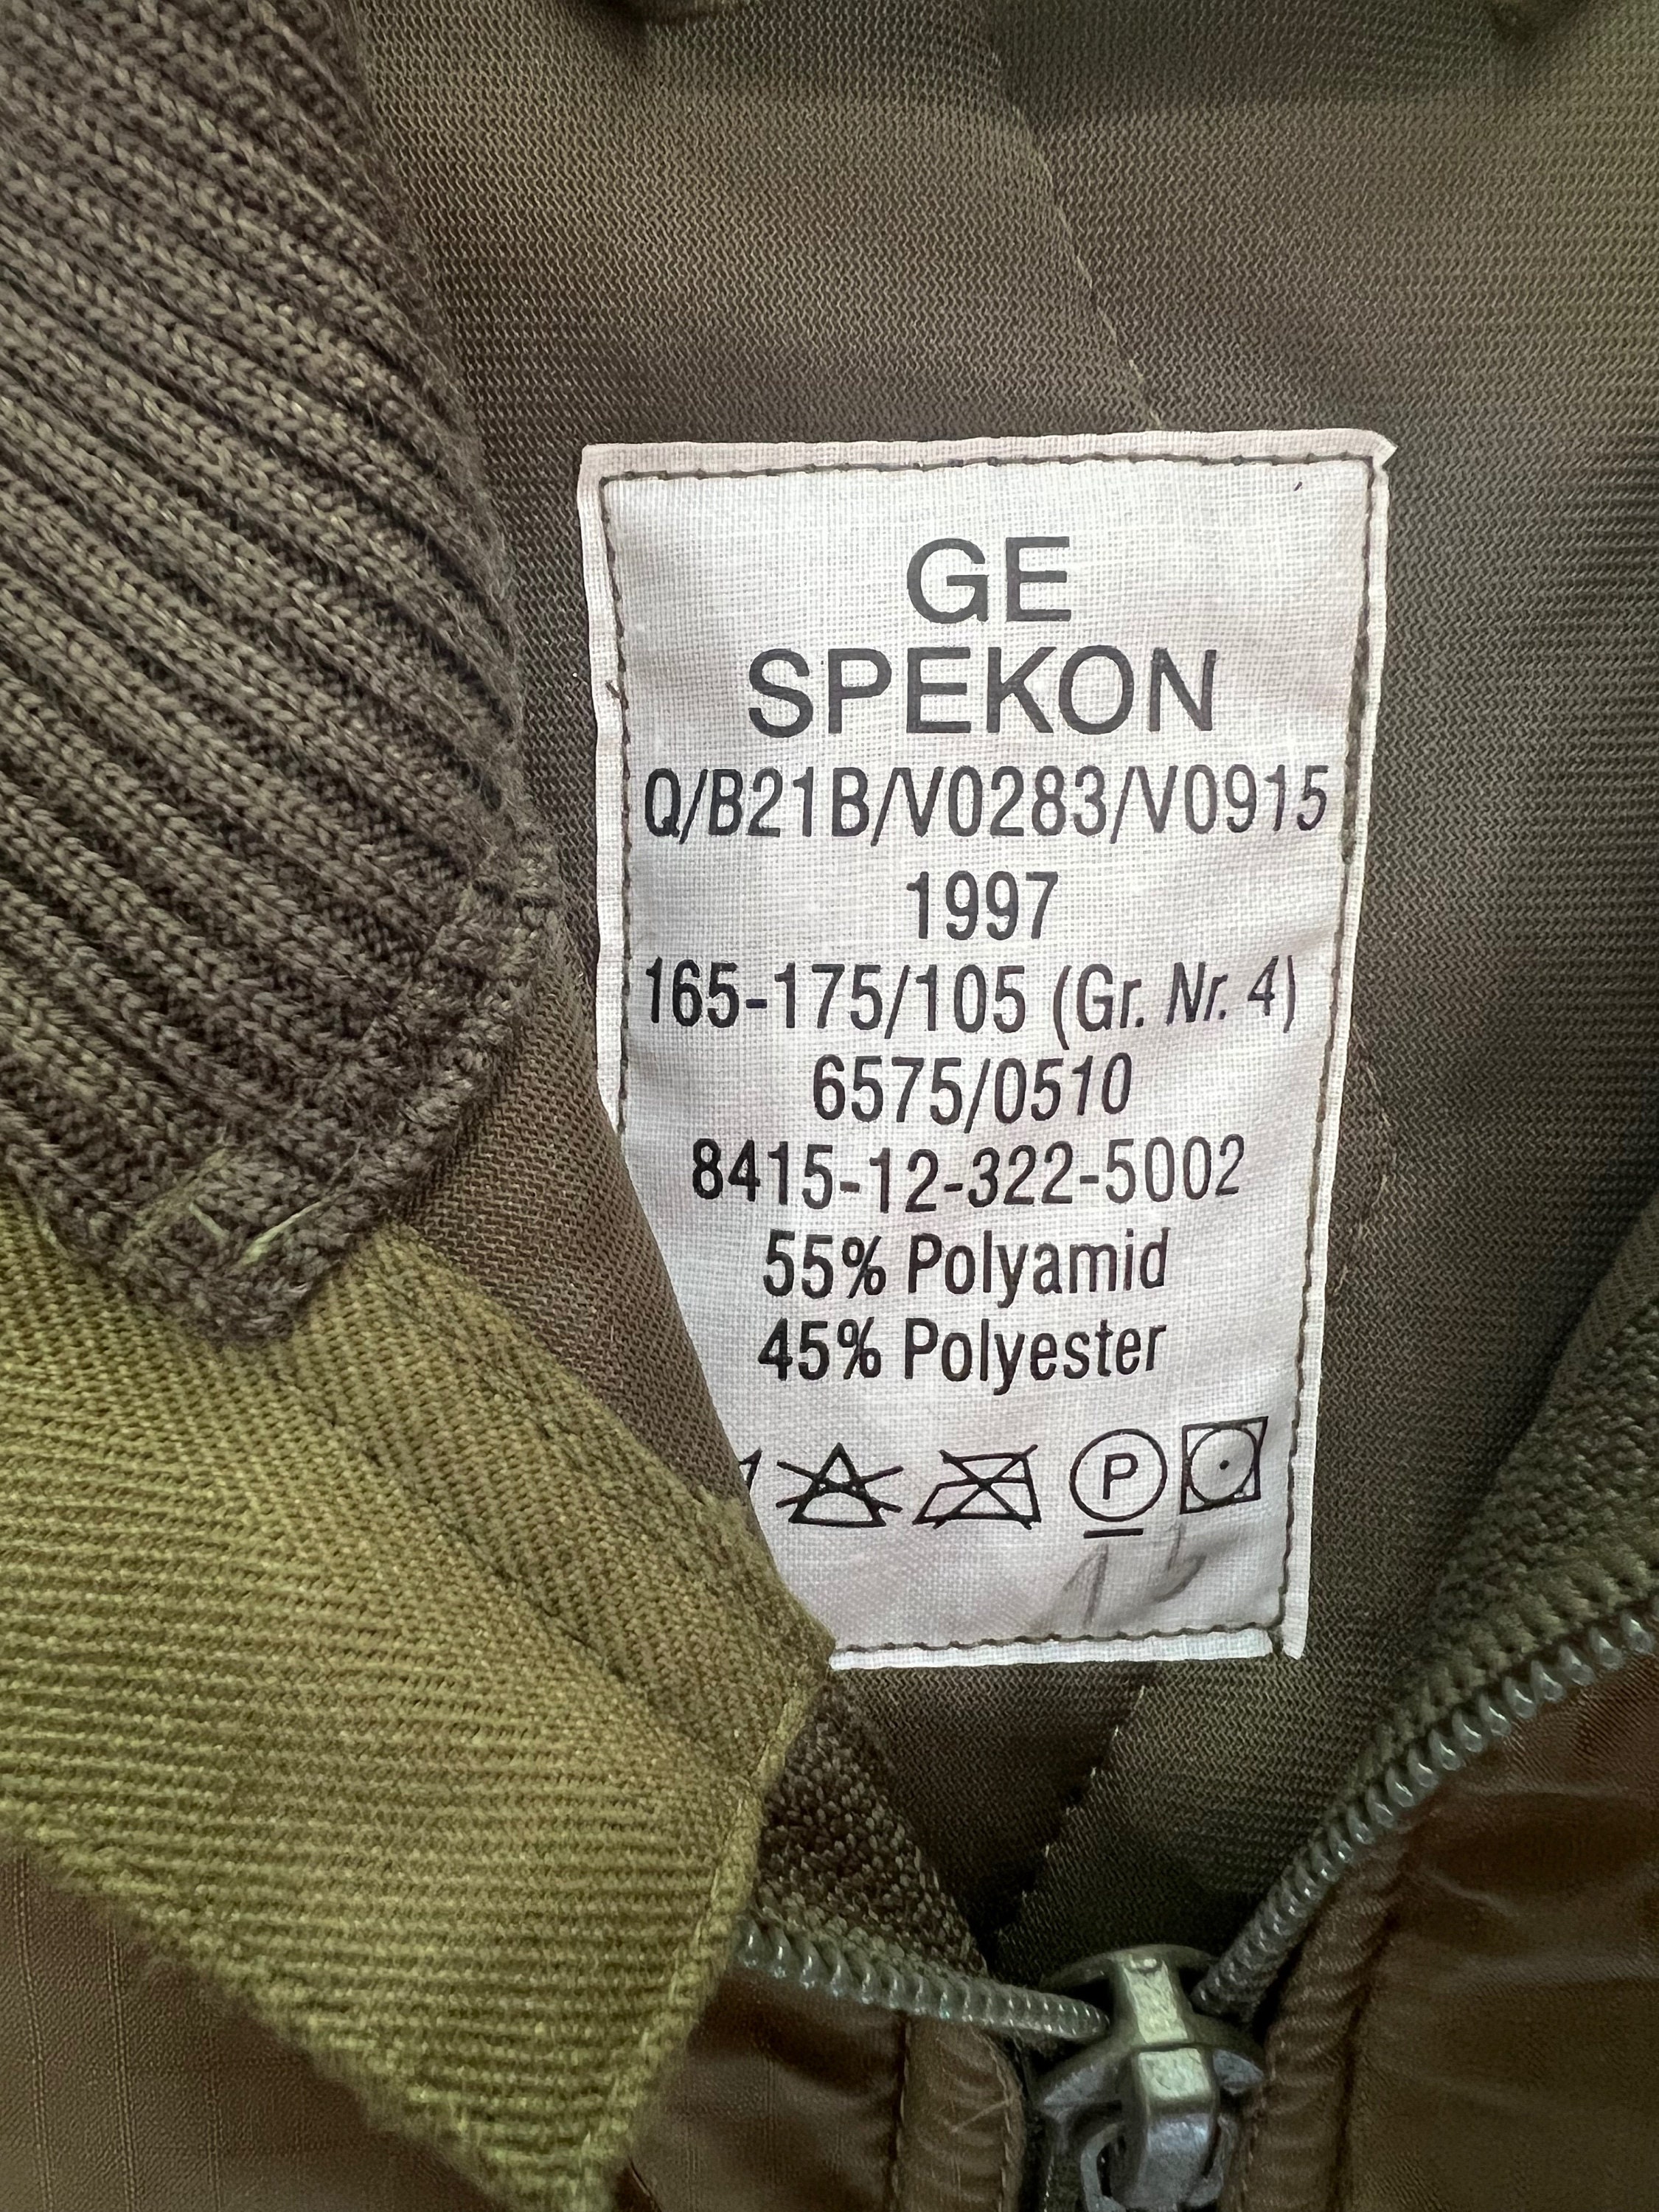 GE
SPEKON
Q/B21B/V0283/V0915
1997
165-175/105 (Gr. Nr. 4)
6575/0510
8415-12-322-5002
55% Polyamid
45% Polyester
P